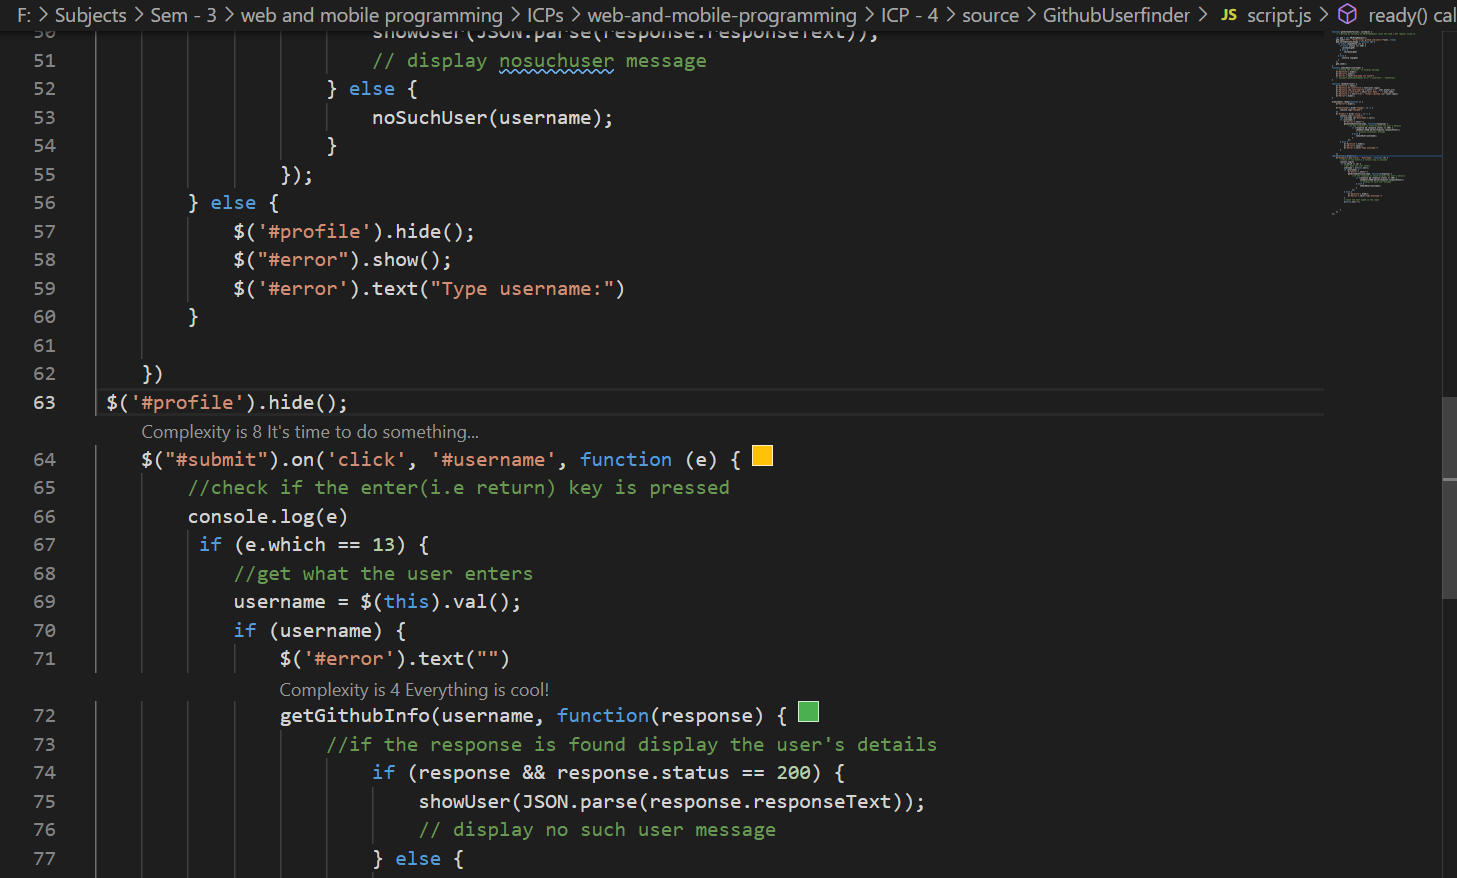 F: > Subjects > Sem - 3 > web and mobile programming > ICPs > web-and-mobile-programming > ICP - 4 > source > GithubUserfinder > JS script.js > ready() cal
50 showUser(JSON.parse(response.responseText));
51 // display nosuchuser message
52 } else {
53 noSuchUser(username);
54 }
55 });
56 } else {
57 $('#profile').hide();
58 $("#error").show();
59 $('#error').text("Type username:")
60 }
61
62 })
63 $('#profile').hide();
Complexity is 8 It's time to do something...
64 $("#submit").on('click', '#username', function (e) {
65 //check if the enter(i.e return) key is pressed
66 console.log(e)
67 if (e.which == 13) {
68 //get what the user enters
69 username = $(this).val();
70 if (username) {
71 $('#error').text("")
Complexity is 4 Everything is cool!
72 getGithubInfo(username, function(response) {
73 //if the response is found display the user's details
74 if (response && response.status == 200) {
75 showUser(JSON.parse(response.responseText));
76 // display no such user message
77 } else {